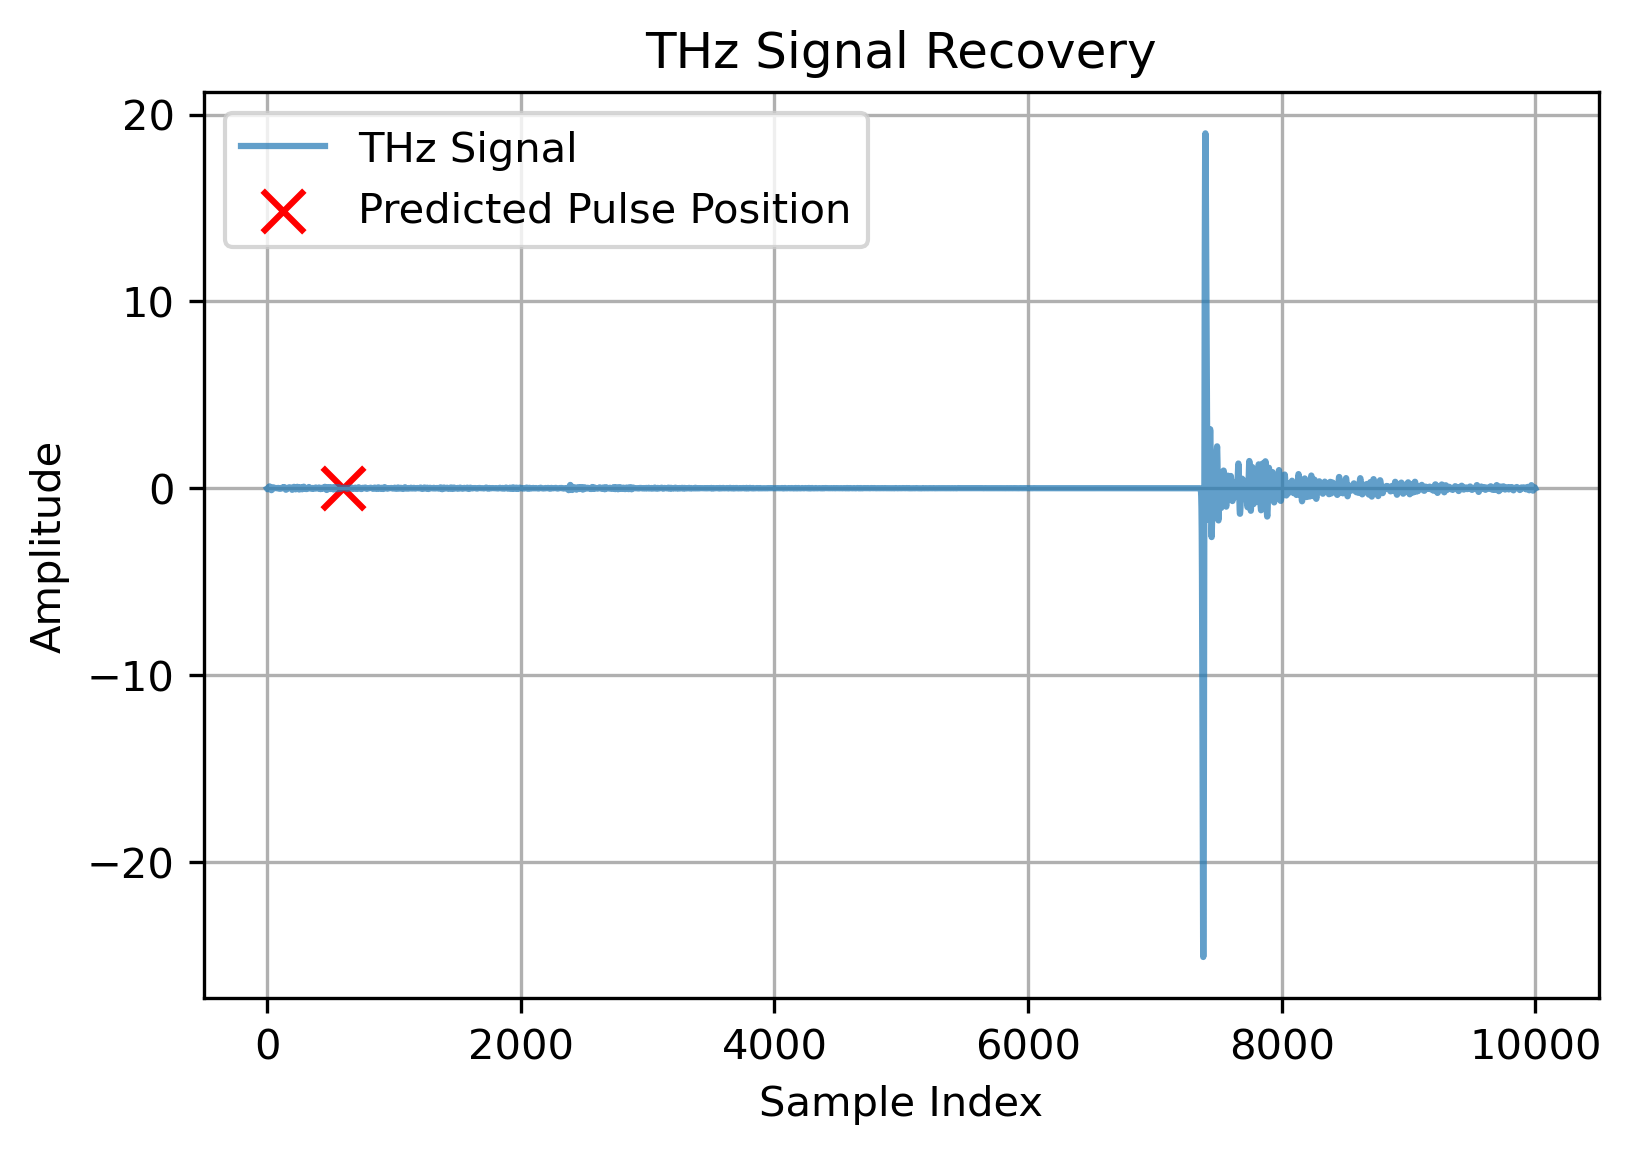 THz Signal Recovery
THz Signal
Predicted Pulse Position
20
10
0
−10
−20
Amplitude
0 2000 4000 6000 8000 10000
Sample Index